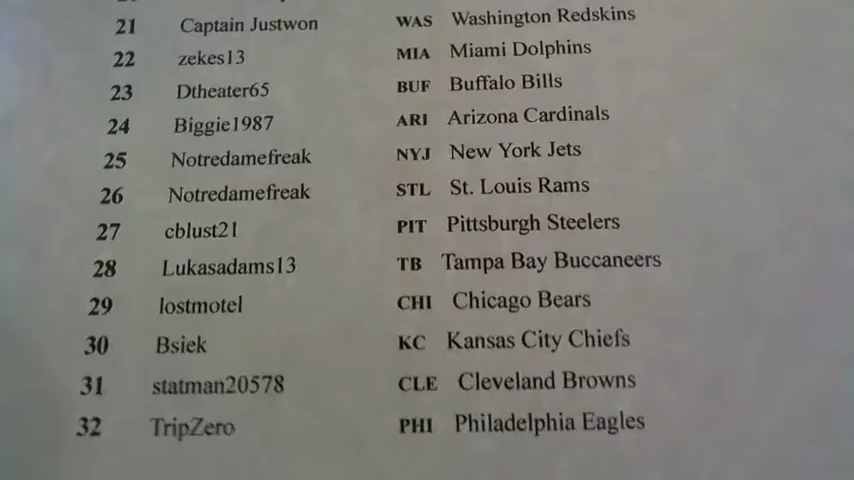 21 Captain Justwon WAS Washington Redskins
22 zekes13 MIA Miami Dolphins
23 Dtheater65 BUF Buffalo Bills
24 Biggie1987 ARI Arizona Cardinals
25 Notredamefreak NYJ New York Jets
26 Notredamefreak STL St. Louis Rams
27 cblust21 PIT Pittsburgh Steelers
28 Lukasadams13 TB Tampa Bay Buccaneers
29 lostmotel CHI Chicago Bears
30 Bsiek KC Kansas City Chiefs
31 statman20578 CLE Cleveland Browns
32 TripZero PHI Philadelphia Eagles